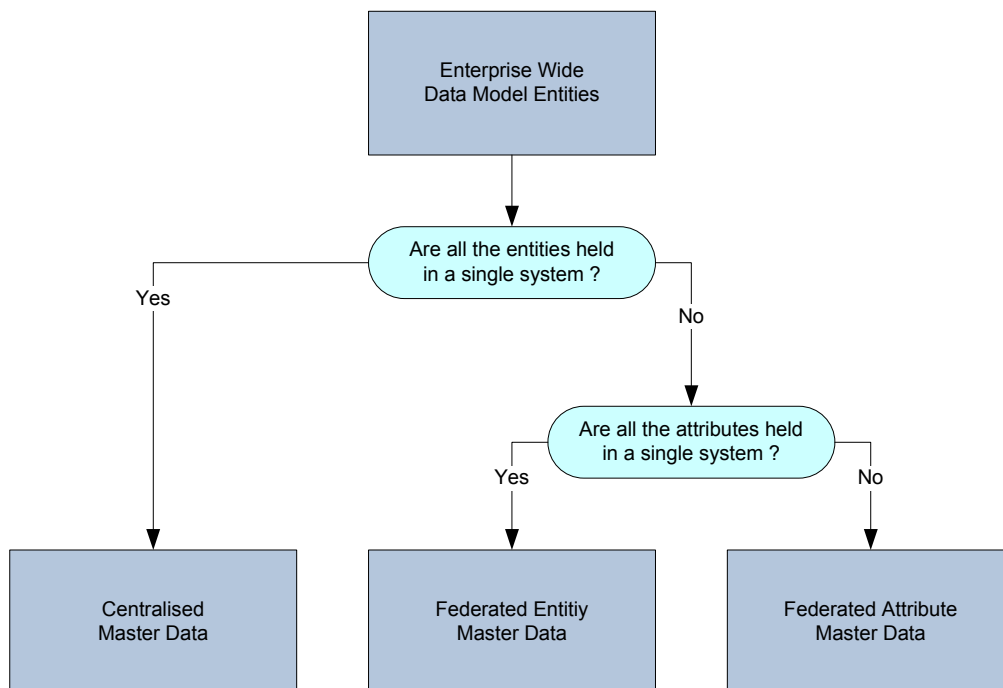 Enterprise Wide
Data Model Entities
Are all the entities held
in a single system ?
Yes
No
Are all the attributes held
in a single system ?
Yes
No
Centralised
Master Data
Federated Entitiy
Master Data
Federated Attribute
Master Data